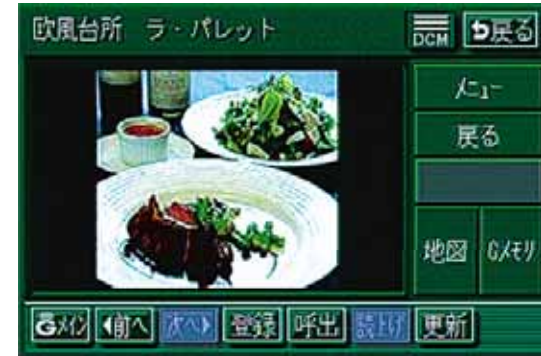 欧風台所 ラ・パレット
DCM
戻る
メニュー
戻る
地図
Gメモリ
Gメイン
前へ
次へ
登録
呼出
読上げ
更新